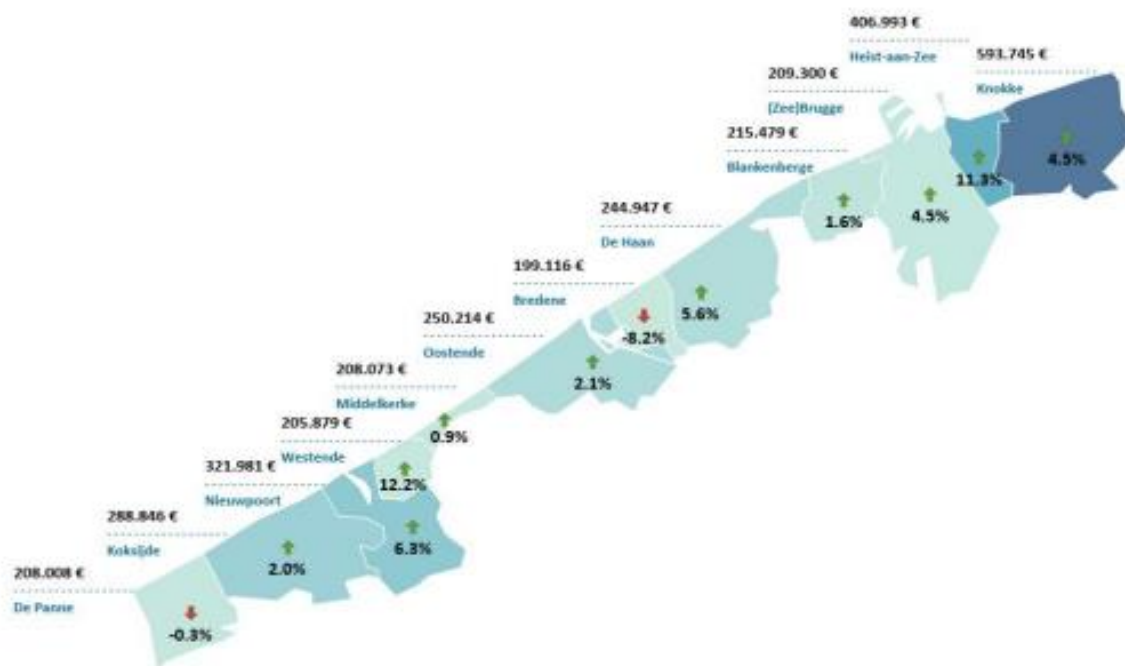 406.993 €
Heist-aan-Zee
593.745 €
Knokke
209.300 €
(Zee)Brugge
215.479 €
Blankenberge
4.5%
11.3%
4.5%
1.6%
244.947 €
De Haan
199.116 €
Bredene
5.6%
-8.2%
250.214 €
Oostende
2.1%
208.073 €
Middelkerke
0.9%
205.879 €
Westende
12.2%
321.981 €
Nieuwpoort
6.3%
288.846 €
Koksijde
2.0%
208.008 €
De Panne
-0.3%